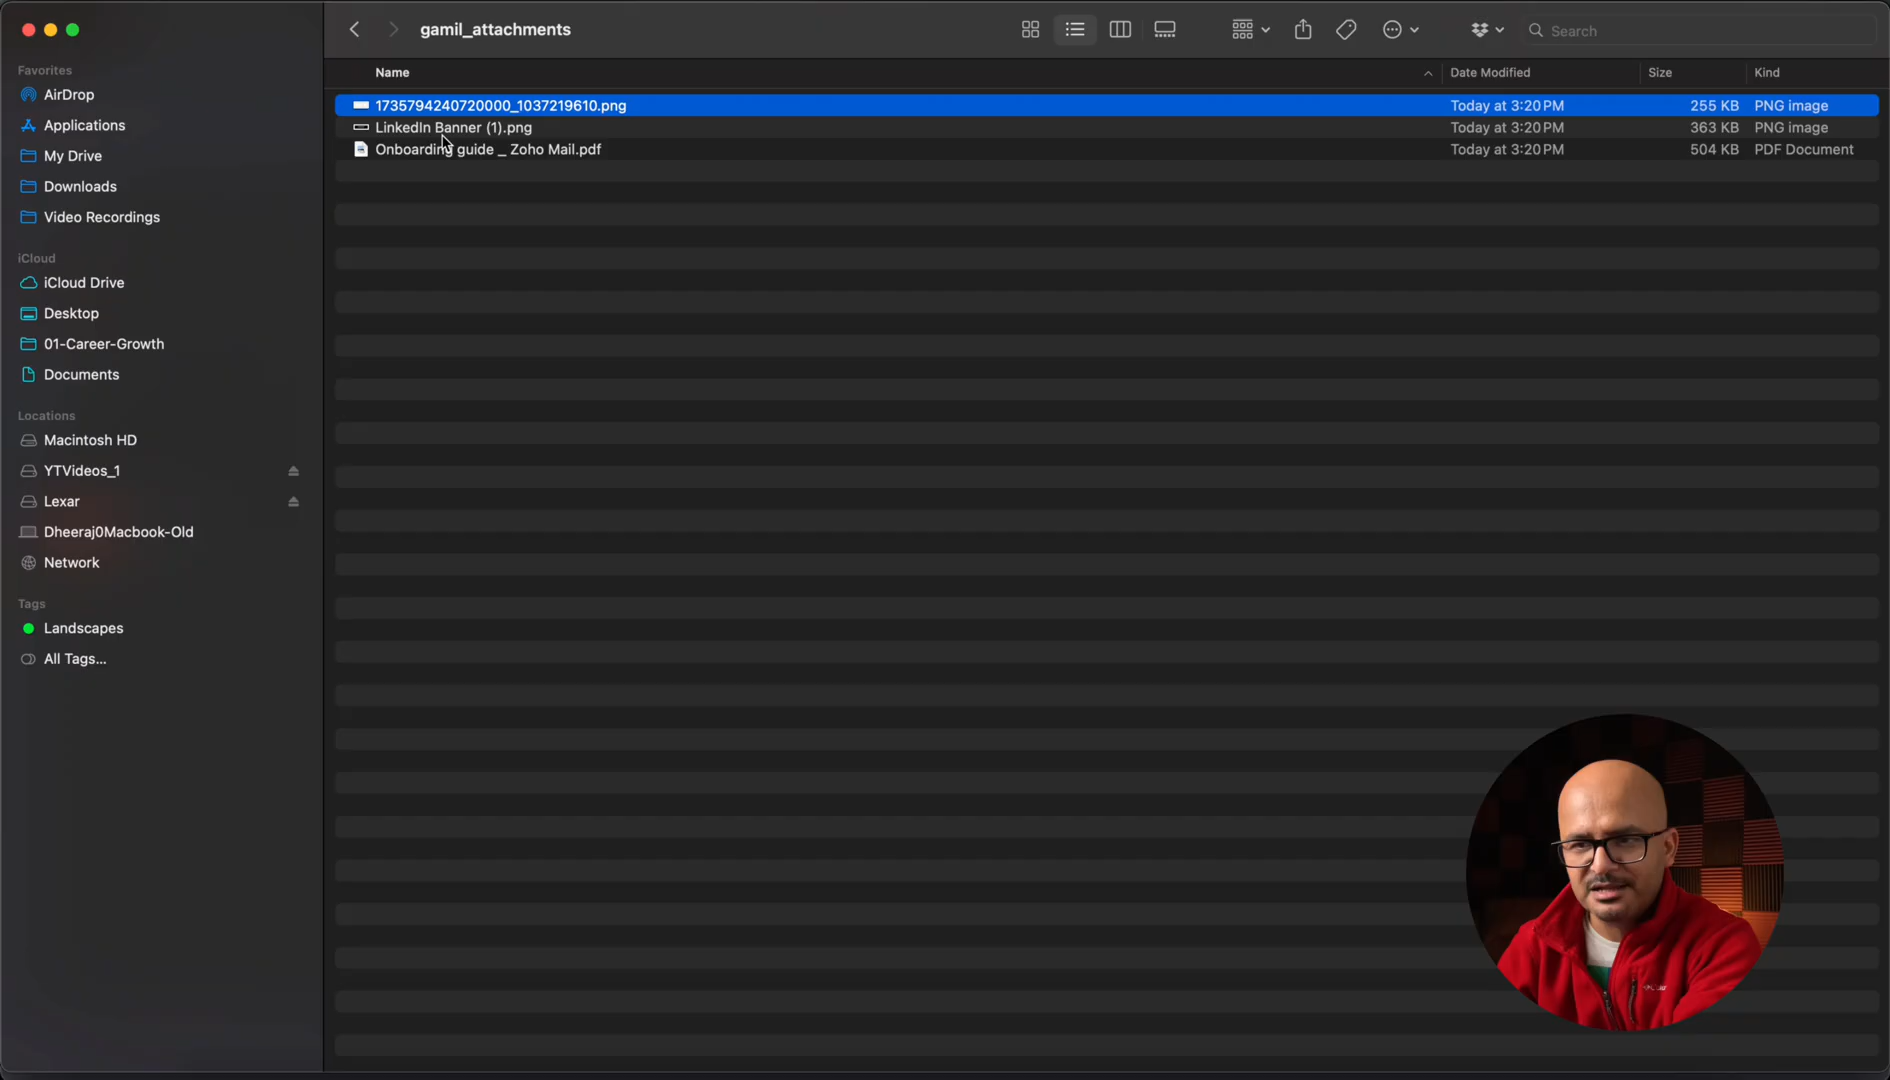 gamil_attachments
Search
Favorites
AirDrop
Applications
My Drive
Downloads
Video Recordings
iCloud
iCloud Drive
Desktop
01-Career-Growth
Documents
Locations
Macintosh HD
YTVideos_1
Lexar
Dheeraj0Macbook-Old
Network
Tags
Landscapes
All Tags...
Name Date Modified Size Kind
1735794240720000_1037219610.png Today at 3:20 PM 255 KB PNG image
LinkedIn Banner (1).png Today at 3:20 PM 363 KB PNG image
Onboarding guide _ Zoho Mail.pdf Today at 3:20 PM 504 KB PDF Document